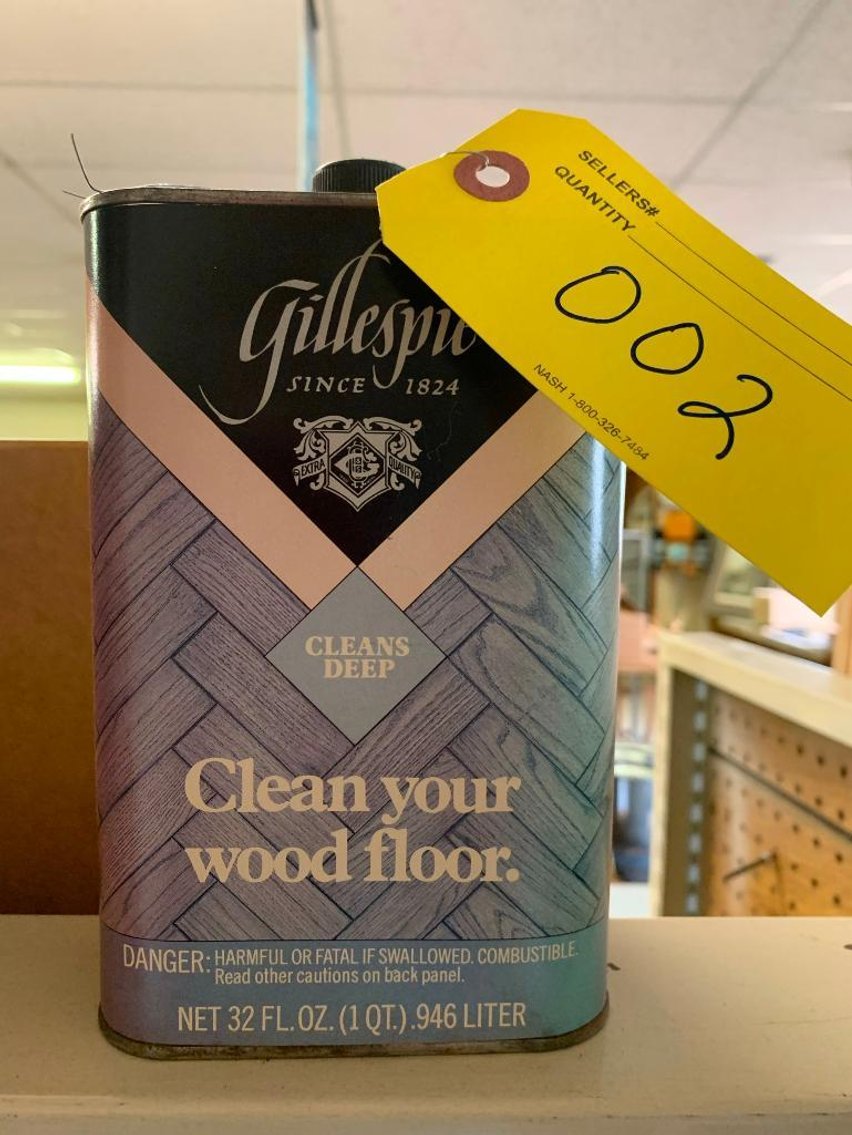 Gillespie
SINCE 1824
EXTRA QUALITY
CLEANS
DEEP
Clean your
wood floor.
DANGER: HARMFUL OR FATAL IF SWALLOWED. COMBUSTIBLE.
Read other cautions on back panel.
NET 32 FL. OZ. (1 QT.) .946 LITER
SELLERS#
QUANTITY
002
NASH 1-800-326-7484